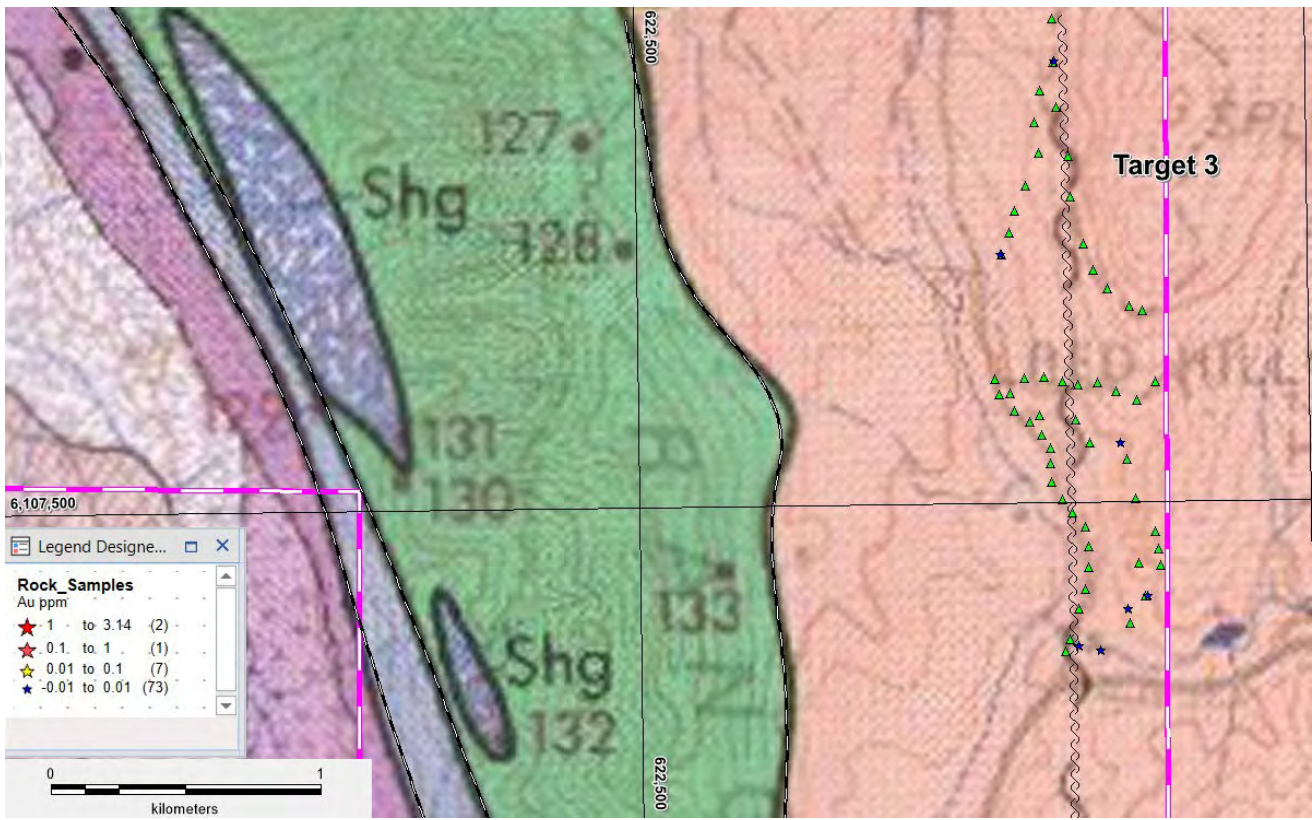 622,500
127
Shg
128
Target 3
RED HILL
131
130
6,107,500
133
Shg
132
622,500
Legend Designe...
Rock_Samples
Au ppm
1 to 3.14 (2)
0.1 to 1 (1)
0.01 to 0.1 (7)
-0.01 to 0.01 (73)
0 1
kilometers